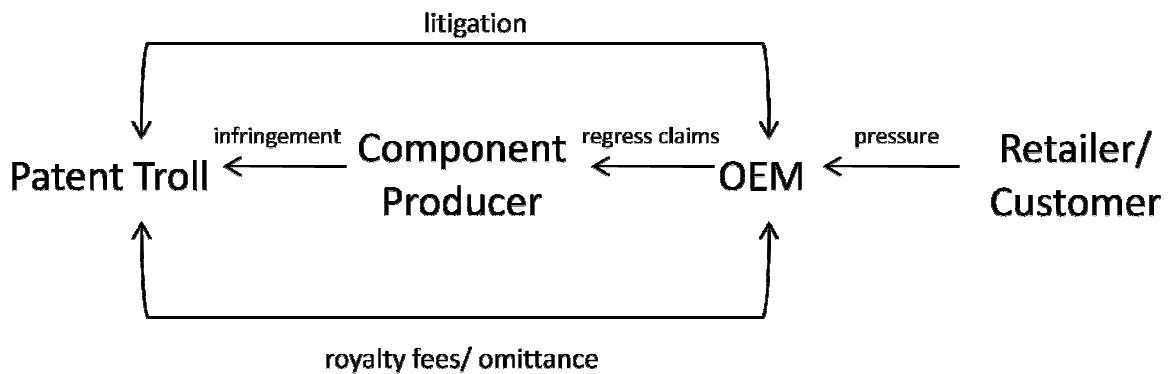 litigation
infringement
regress claims
pressure
Patent Troll
Component
Producer
OEM
Retailer/
Customer
royalty fees/ omittance